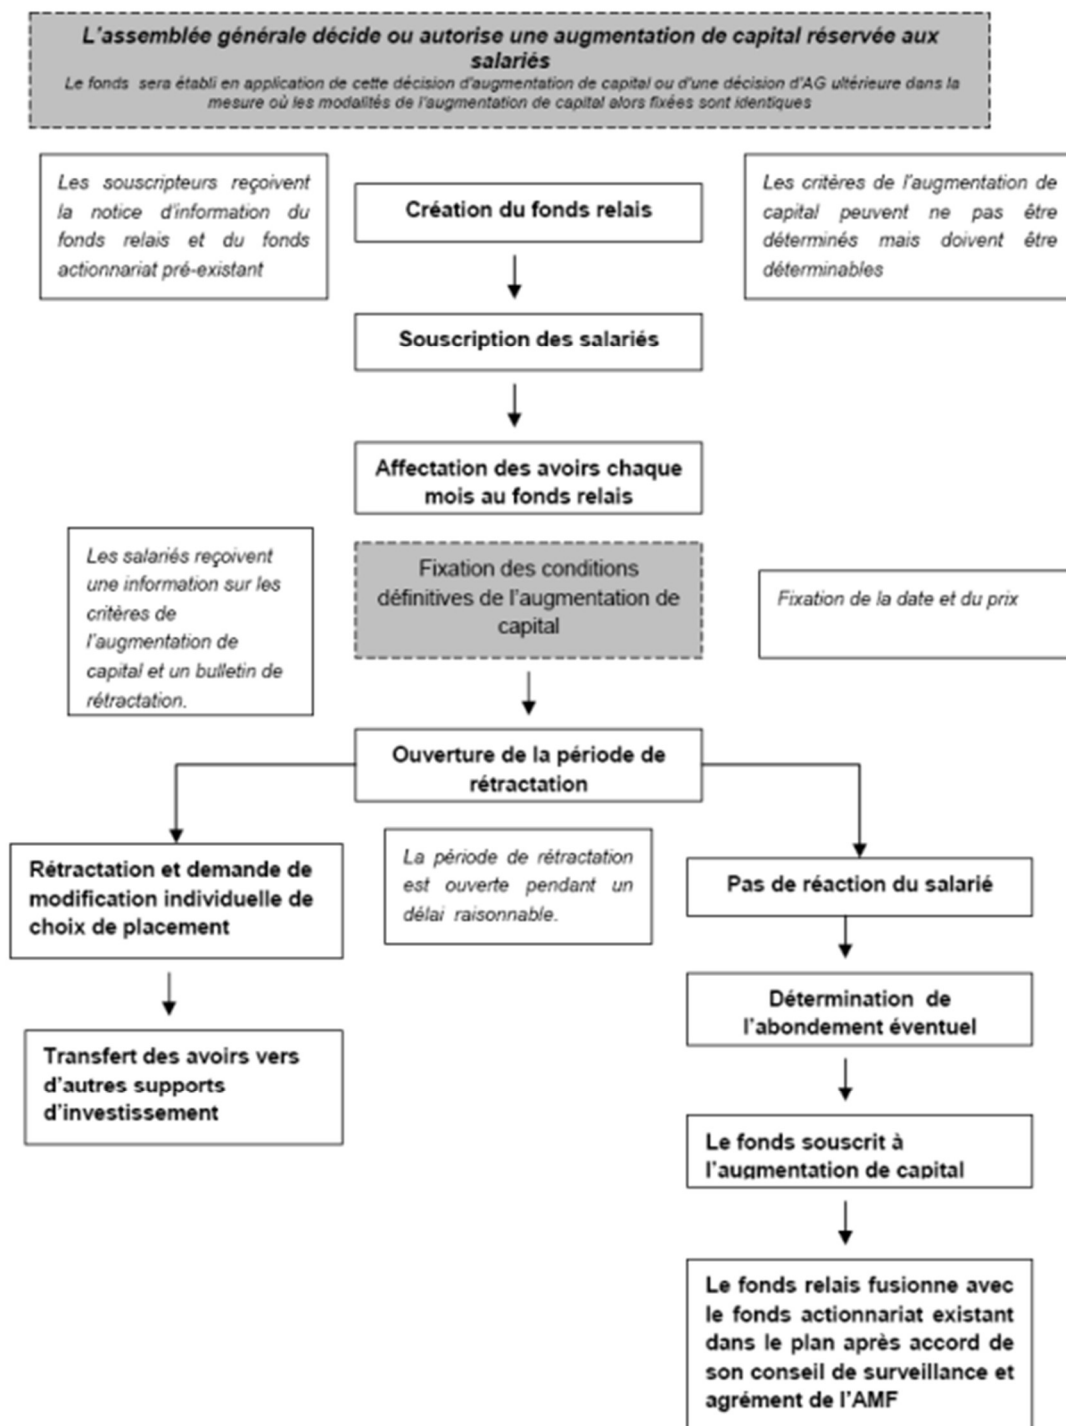 L'assemblée générale décide ou autorise une augmentation de capital réservée aux
salariés
Le fonds sera établi en application de cette décision d'augmentation de capital ou d'une décision d'AG ultérieure dans la
mesure où les modalités de l'augmentation de capital alors fixées sont identiques
Les souscripteurs reçoivent
la notice d'information du
fonds relais et du fonds
actionnariat pré-existant
Création du fonds relais
Les critères de l'augmentation de
capital peuvent ne pas être
déterminés mais doivent être
déterminables
Souscription des salariés
Affectation des avoirs chaque
mois au fonds relais
Les salariés reçoivent
une information sur les
critères de
l'augmentation de
capital et un bulletin de
rétractation.
Fixation des conditions
définitives de l'augmentation de
capital
Fixation de la date et du prix
Ouverture de la période de
rétractation
Rétractation et demande de
modification individuelle de
choix de placement
La période de rétractation
est ouverte pendant un
délai raisonnable.
Pas de réaction du salarié
Transfert des avoirs vers
d'autres supports
d'investissement
Détermination de
l'abondement éventuel
Le fonds souscrit à
l'augmentation de capital
Le fonds relais fusionne avec
le fonds actionnariat existant
dans le plan après accord de
son conseil de surveillance et
agrément de l'AMF